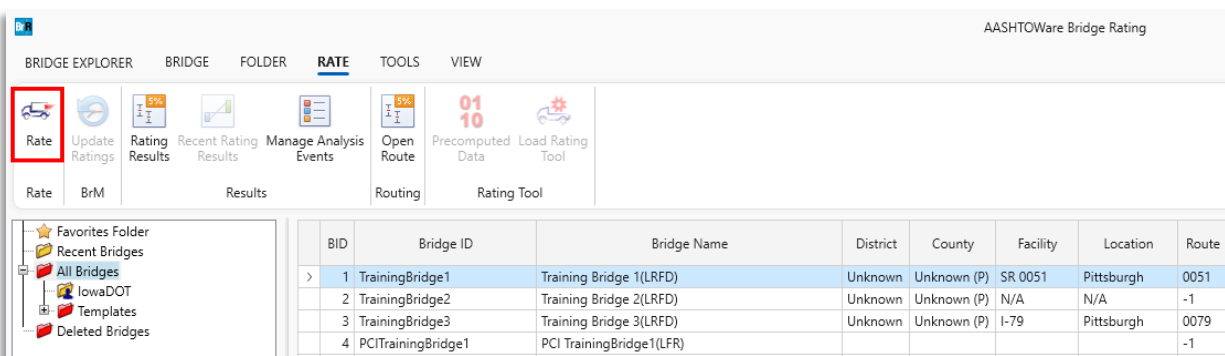 BrR AASHTOWare Bridge Rating
BRIDGE EXPLORER BRIDGE FOLDER RATE TOOLS VIEW
5% 5% 01 10
Rate Update Ratings Rating Results Recent Rating Results Manage Analysis Events Open Route Precomputed Data Load Rating Tool
Rate BrM Results Routing Rating Tool
Favorites Folder
Recent Bridges
All Bridges
IowaDOT
Templates
Deleted Bridges
BID Bridge ID Bridge Name District County Facility Location Route
1 TrainingBridge1 Training Bridge 1(LRFD) Unknown Unknown (P) SR 0051 Pittsburgh 0051
2 TrainingBridge2 Training Bridge 2(LRFD) Unknown Unknown (P) N/A N/A -1
3 TrainingBridge3 Training Bridge 3(LRFD) Unknown Unknown (P) I-79 Pittsburgh 0079
4 PCITrainingBridge1 PCI TrainingBridge1(LFR) -1